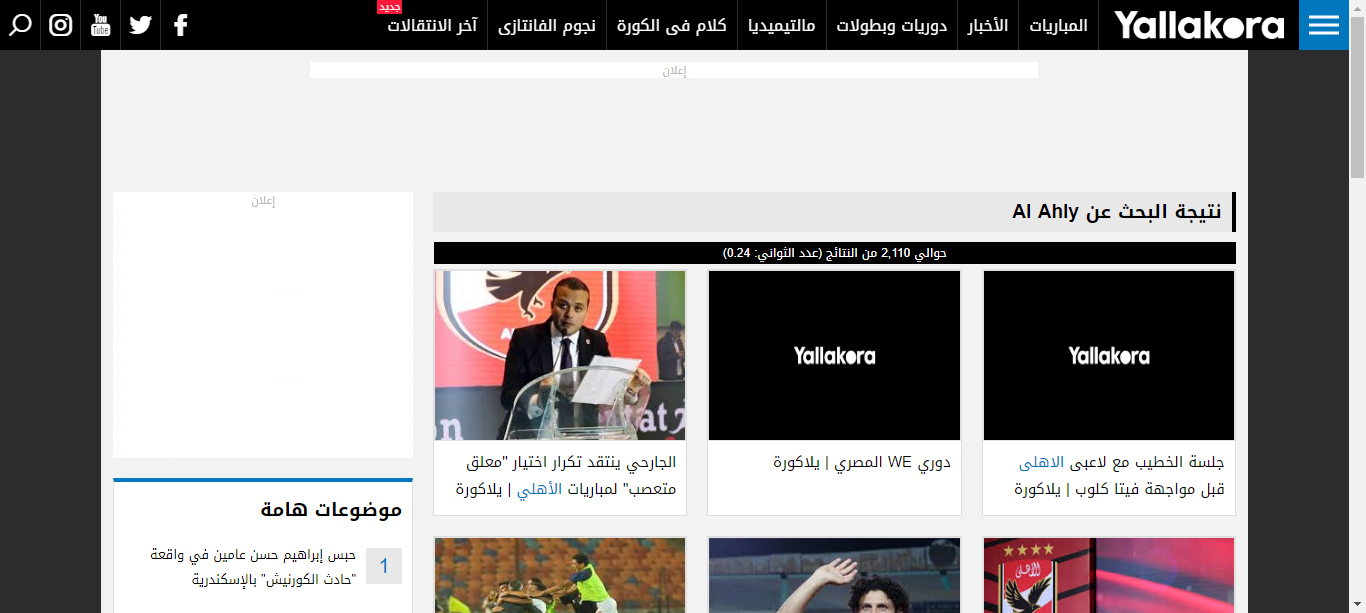 Yallakora
المباريات
الأخبار
دوريات وبطولات
مالتيميديا
كلام فى الكورة
نجوم الفانتازى
آخر الانتقالات
جديد
You
Tube
إعلان
نتيجة البحث عن Al Ahly
حوالي 2,110 من النتائج (عدد الثواني: 0.24)
Yallakora
جلسة الخطيب مع لاعبى الاهلى
قبل مواجهة فيتا كلوب | يلاكورة
Yallakora
دوري WE المصري | يلاكورة
الجارحي ينتقد تكرار اختيار "معلق
متعصب" لمباريات الأهلي | يلاكورة
إعلان
موضوعات هامة
1
حبس إبراهيم حسن عامين في واقعة
"حادث الكورنيش" بالإسكندرية
الاهلى